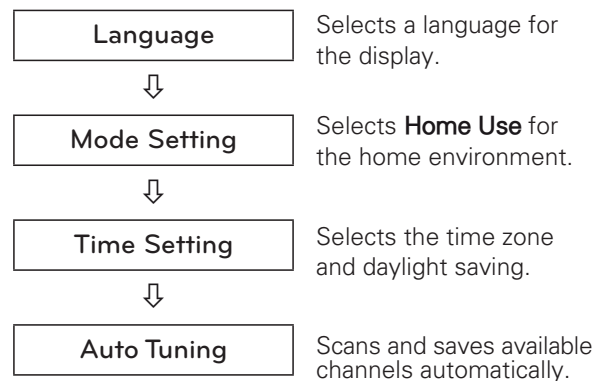 Language
Selects a language for
the display.
Mode Setting
Selects Home Use for
the home environment.
Time Setting
Selects the time zone
and daylight saving.
Auto Tuning
Scans and saves available
channels automatically.